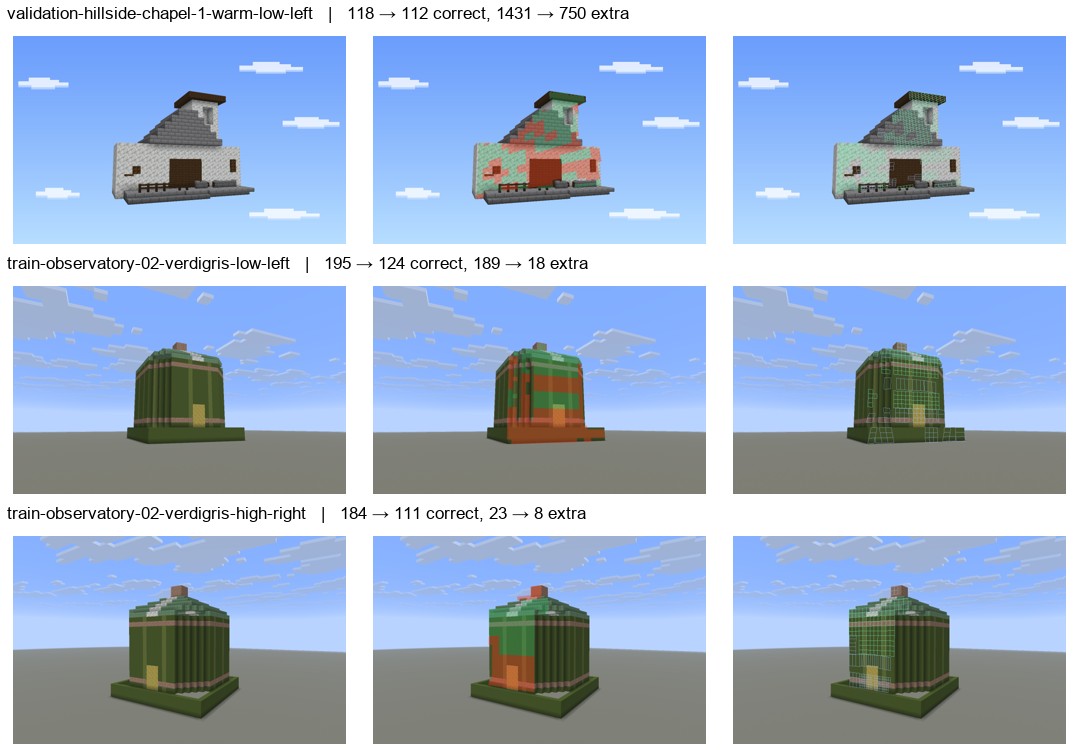 validation-hillside-chapel-1-warm-low-left | 118 → 112 correct, 1431 → 750 extra
train-observatory-02-verdigris-low-left | 195 → 124 correct, 189 → 18 extra
train-observatory-02-verdigris-high-right | 184 → 111 correct, 23 → 8 extra